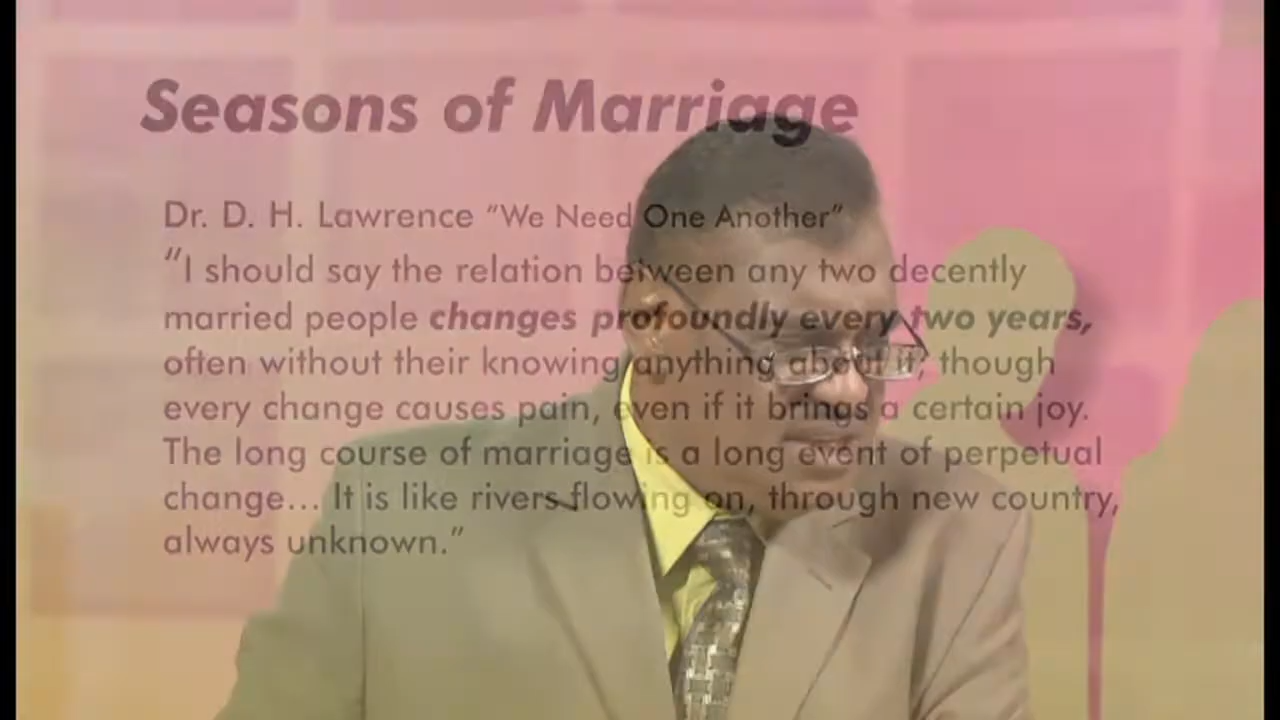 Seasons of Marriage
Dr. D. H. Lawrence “We Need One Another”
“I should say the relation between any two decently
married people changes profoundly every two years,
often without their knowing anything about it; though
every change causes pain, even if it brings a certain joy.
The long course of marriage is a long event of perpetual
change... It is like rivers flowing on, through new country,
always unknown.”